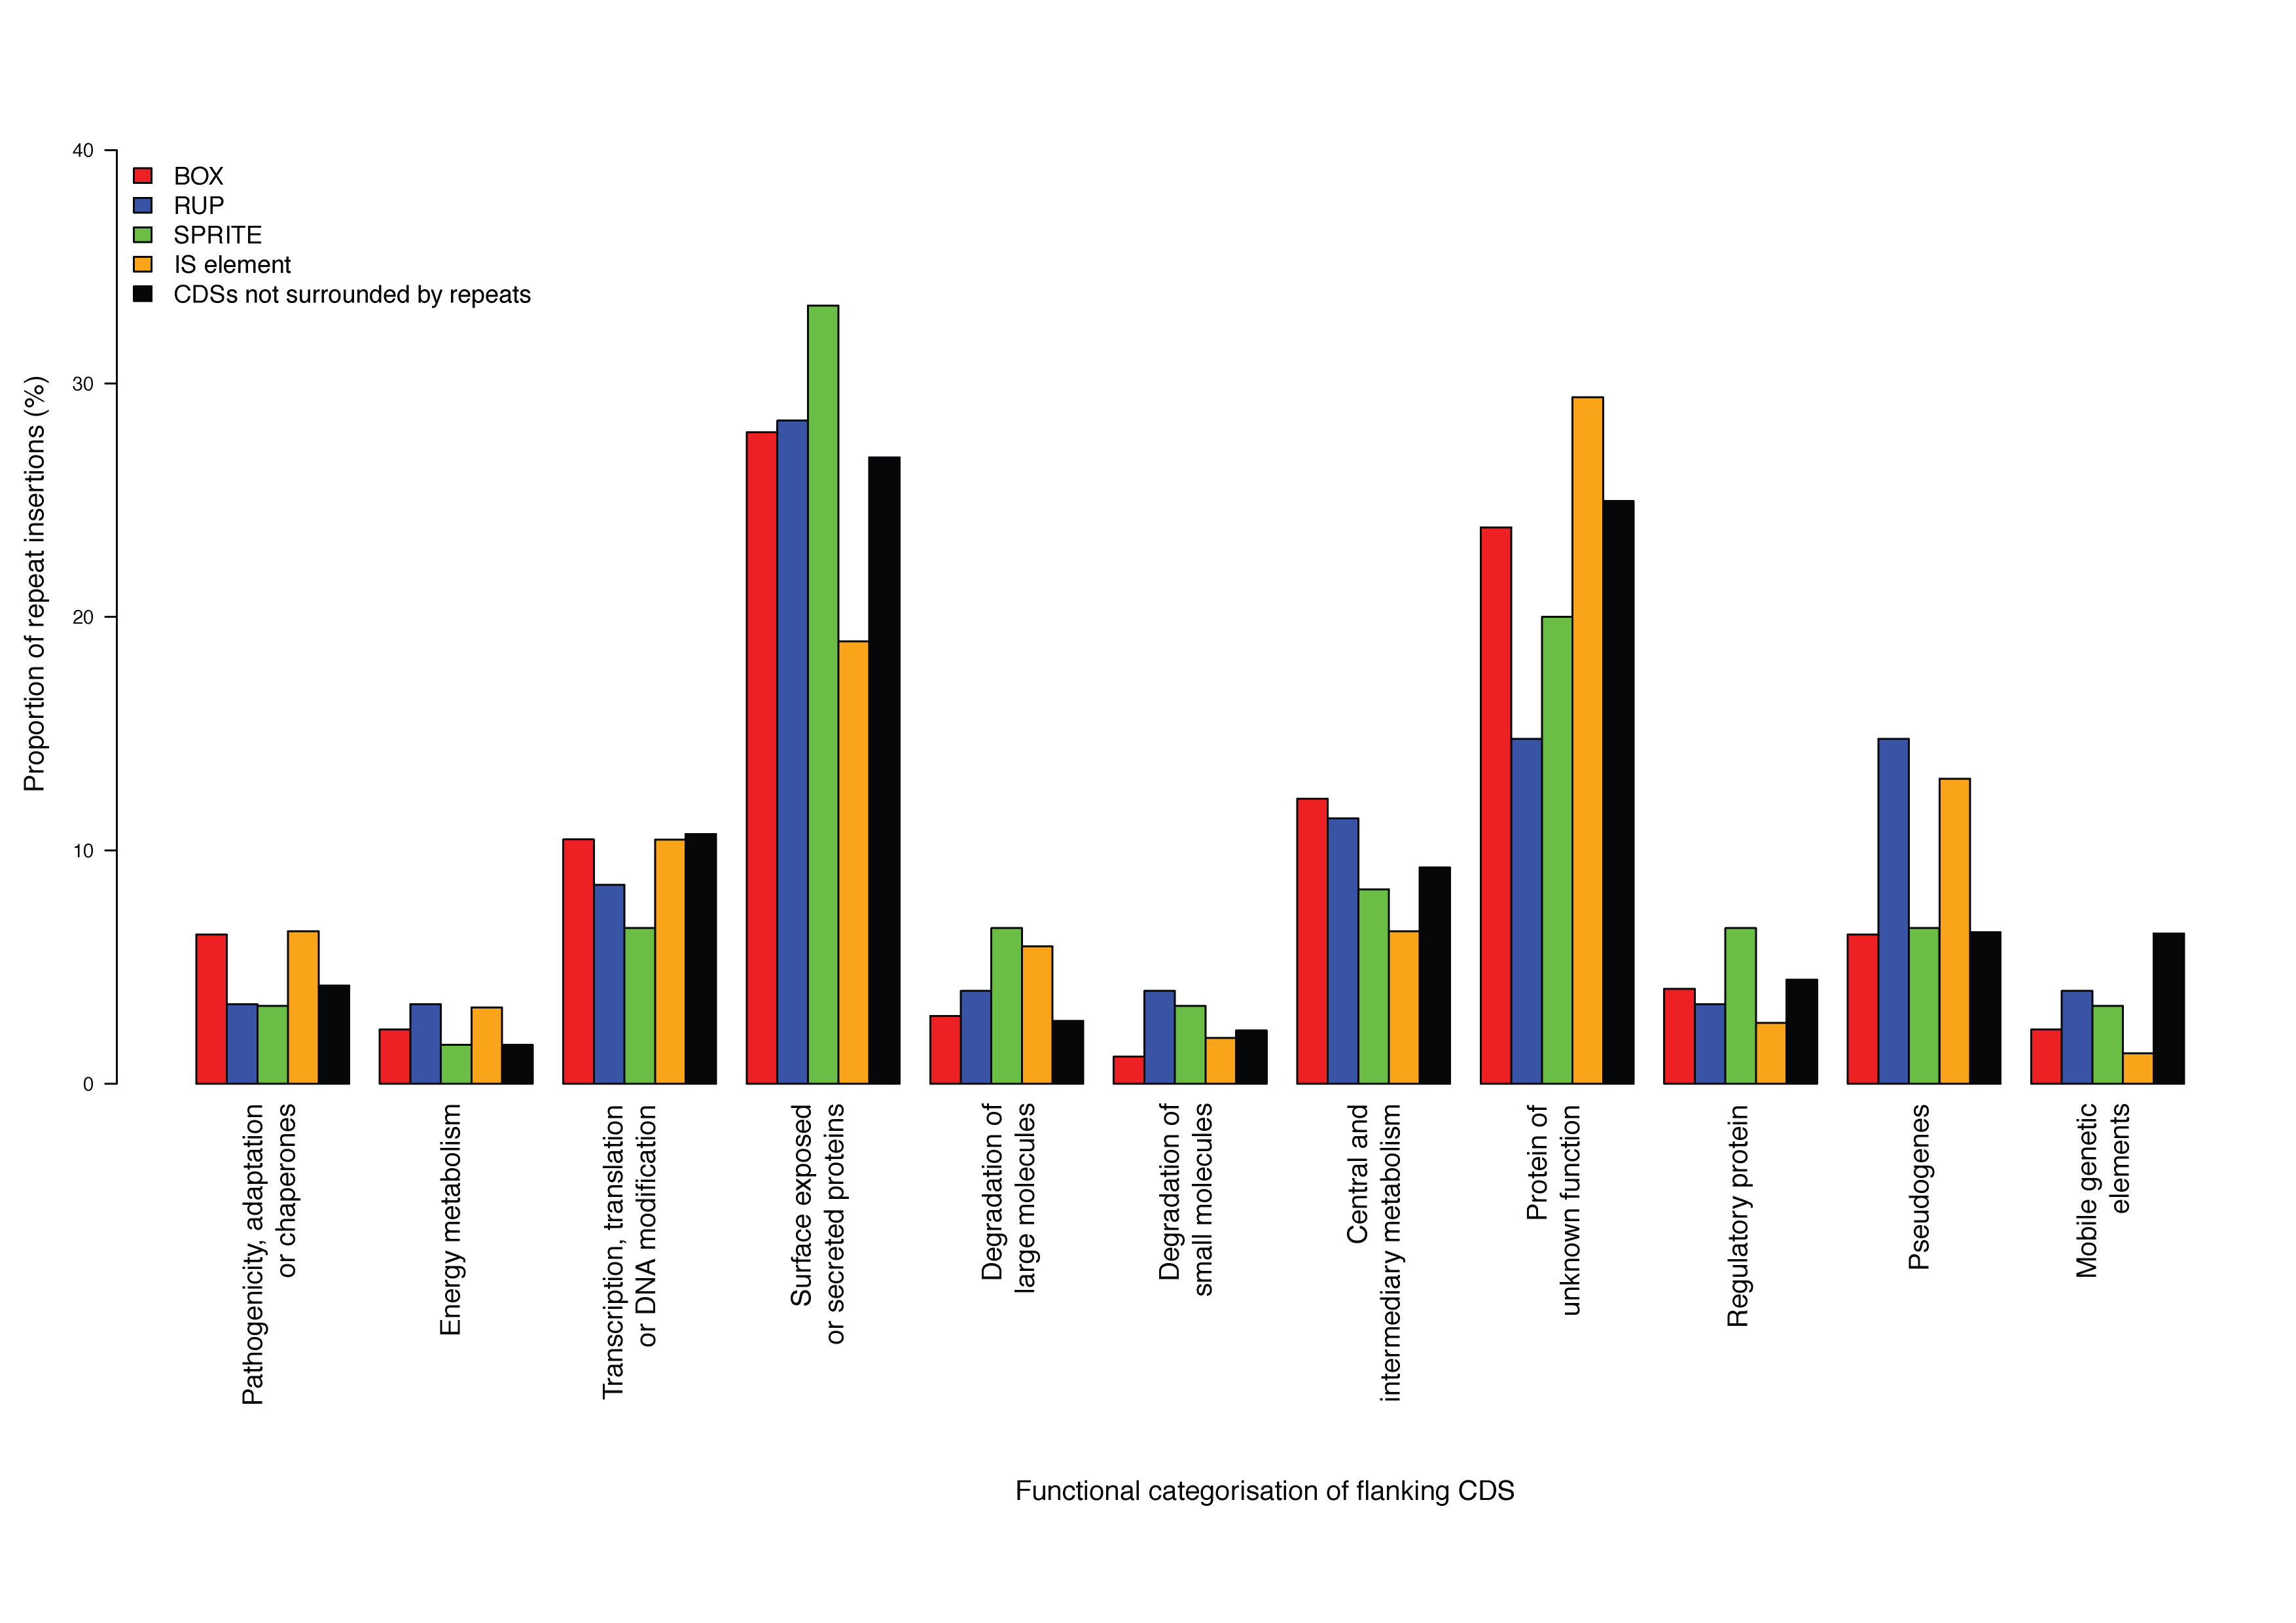 40
30
20
10
0
Proportion of repeat insertions (%)
BOX
RUP
SPRITE
IS element
CDSs not surrounded by repeats
Pathogenicity, adaptation
or chaperones
Energy metabolism
Transcription, translation
or DNA modification
Surface exposed
or secreted proteins
Degradation of
large molecules
Degradation of
small molecules
Central and
intermediary metabolism
Protein of
unknown function
Regulatory protein
Pseudogenes
Mobile genetic
elements
Functional categorisation of flanking CDS